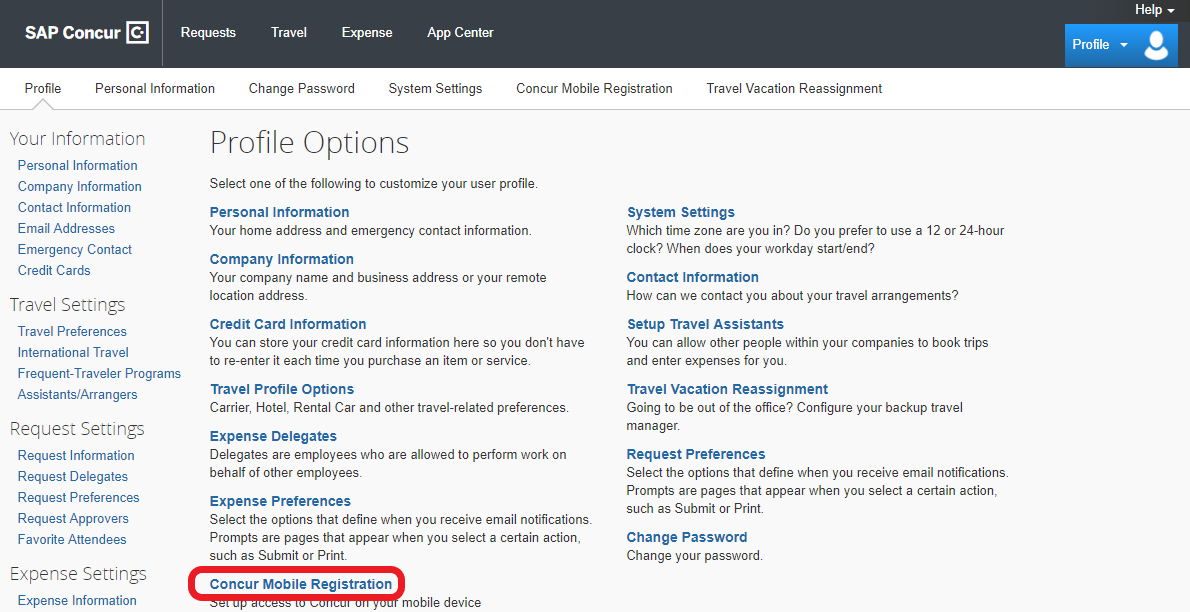 Help
SAP Concur C
Requests
Travel
Expense
App Center
Profile
Profile
Personal Information
Change Password
System Settings
Concur Mobile Registration
Travel Vacation Reassignment
Your Information
Personal Information
Company Information
Contact Information
Email Addresses
Emergency Contact
Credit Cards
Travel Settings
Travel Preferences
International Travel
Frequent-Traveler Programs
Assistants/Arrangers
Request Settings
Request Information
Request Delegates
Request Preferences
Request Approvers
Favorite Attendees
Expense Settings
Expense Information
Profile Options
Select one of the following to customize your user profile.
Personal Information
Your home address and emergency contact information.
Company Information
Your company name and business address or your remote
location address.
Credit Card Information
You can store your credit card information here so you don't have
to re-enter it each time you purchase an item or service.
Travel Profile Options
Carrier, Hotel, Rental Car and other travel-related preferences.
Expense Delegates
Delegates are employees who are allowed to perform work on
behalf of other employees.
Expense Preferences
Select the options that define when you receive email notifications.
Prompts are pages that appear when you select a certain action,
such as Submit or Print.
Concur Mobile Registration
Set up access to Concur on your mobile device
System Settings
Which time zone are you in? Do you prefer to use a 12 or 24-hour
clock? When does your workday start/end?
Contact Information
How can we contact you about your travel arrangements?
Setup Travel Assistants
You can allow other people within your companies to book trips
and enter expenses for you.
Travel Vacation Reassignment
Going to be out of the office? Configure your backup travel
manager.
Request Preferences
Select the options that define when you receive email notifications.
Prompts are pages that appear when you select a certain action,
such as Submit or Print.
Change Password
Change your password.